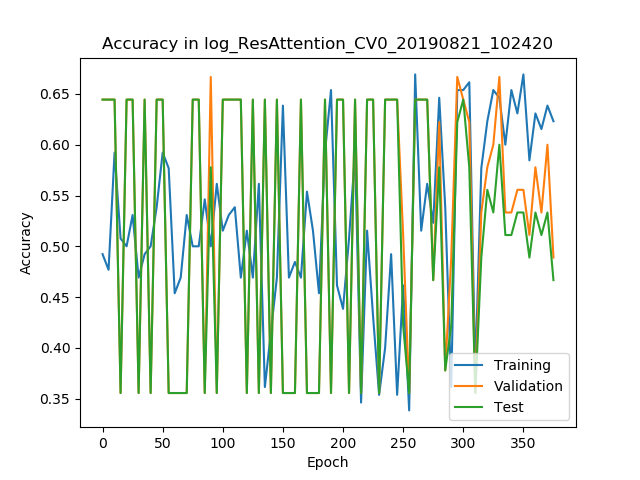 Accuracy in log_ResAttention_CV0_20190821_102420
0.65
0.60
0.55
0.50
0.45
0.40
0.35
Accuracy
0 50 100 150 200 250 300 350
Epoch
Training
Validation
Test